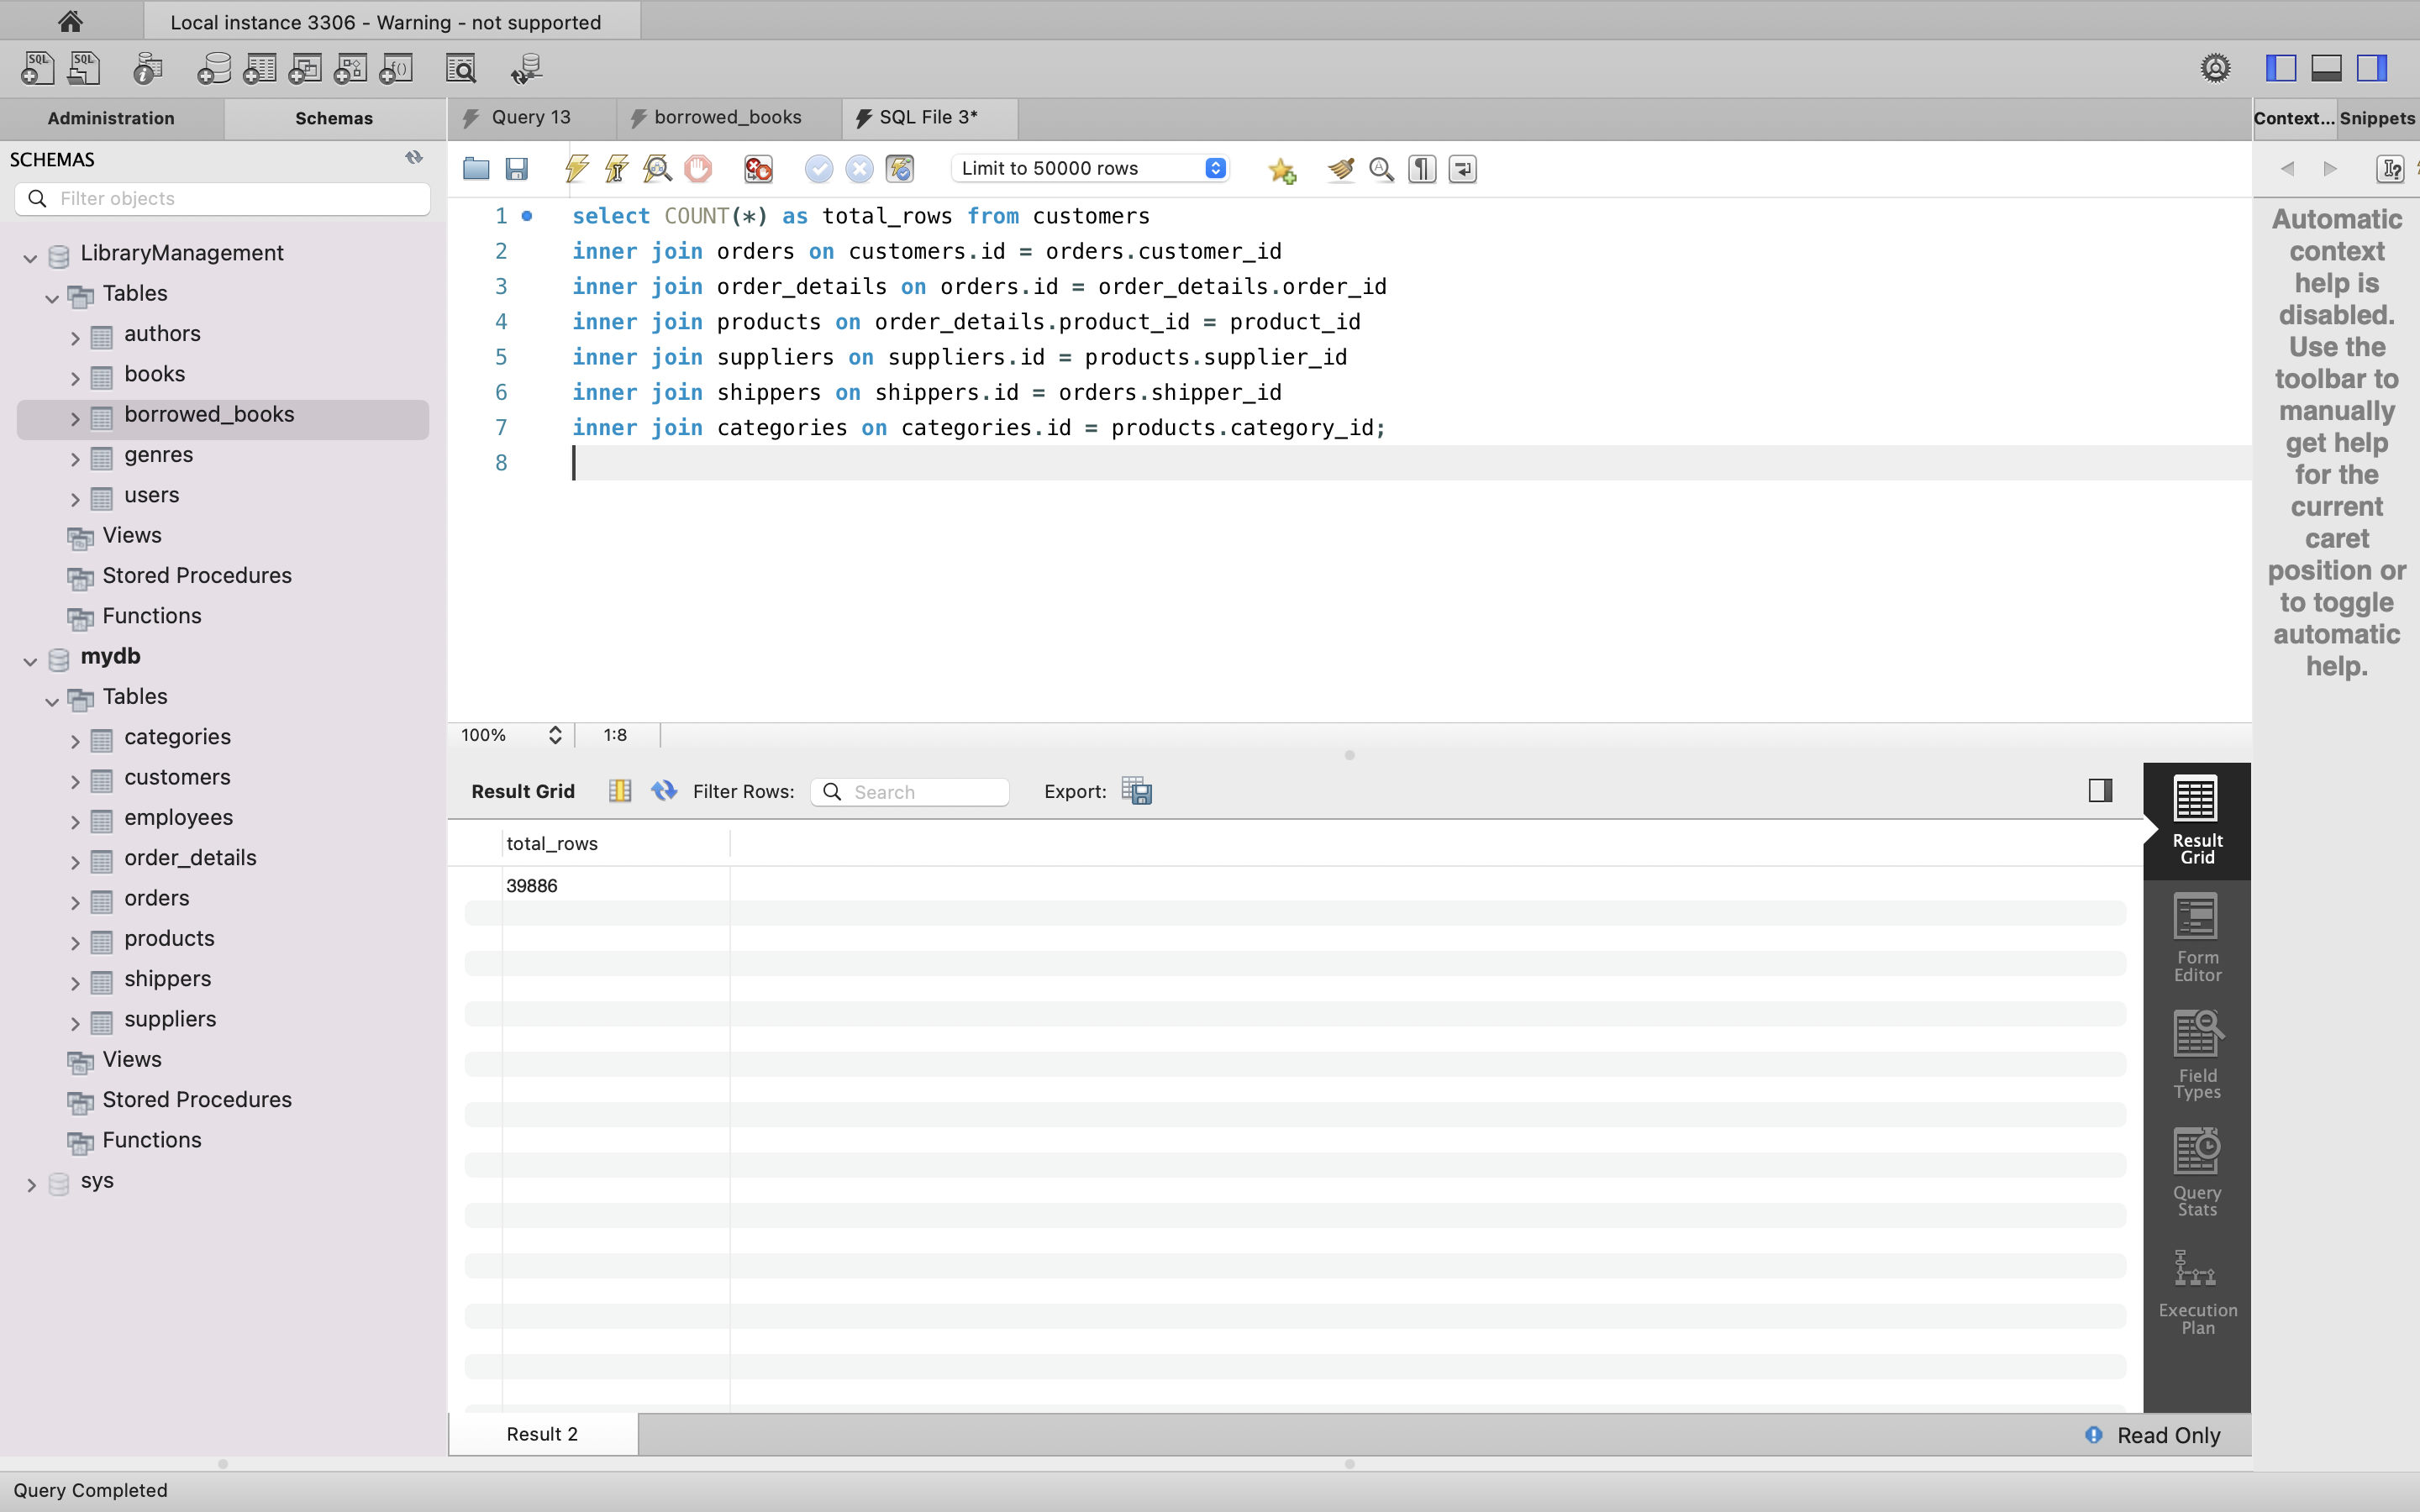 Local instance 3306 - Warning - not supported
SQL SQL
Administration
Schemas
Query 13
borrowed_books
SQL File 3*
Context...
Snippets
SCHEMAS
Filter objects
Limit to 50000 rows
LibraryManagement
Tables
authors
books
borrowed_books
genres
users
Views
Stored Procedures
Functions
mydb
Tables
categories
customers
employees
order_details
orders
products
shippers
suppliers
Views
Stored Procedures
Functions
sys
1 select COUNT(*) as total_rows from customers
2 inner join orders on customers.id = orders.customer_id
3 inner join order_details on orders.id = order_details.order_id
4 inner join products on order_details.product_id = product_id
5 inner join suppliers on suppliers.id = products.supplier_id
6 inner join shippers on shippers.id = orders.shipper_id
7 inner join categories on categories.id = products.category_id;
8
100%
1:8
Result Grid
Filter Rows:
Search
Export:
total_rows
39886
Result
Grid
Form
Editor
Field
Types
Query
Stats
Execution
Plan
Result 2
Read Only
Automatic
context
help is
disabled.
Use the
toolbar to
manually
get help
for the
current
caret
position or
to toggle
automatic
help.
Query Completed